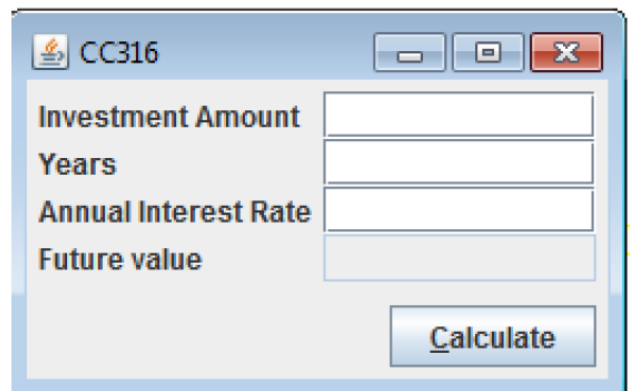 CC316
Investment Amount
Years
Annual Interest Rate
Future value
Calculate